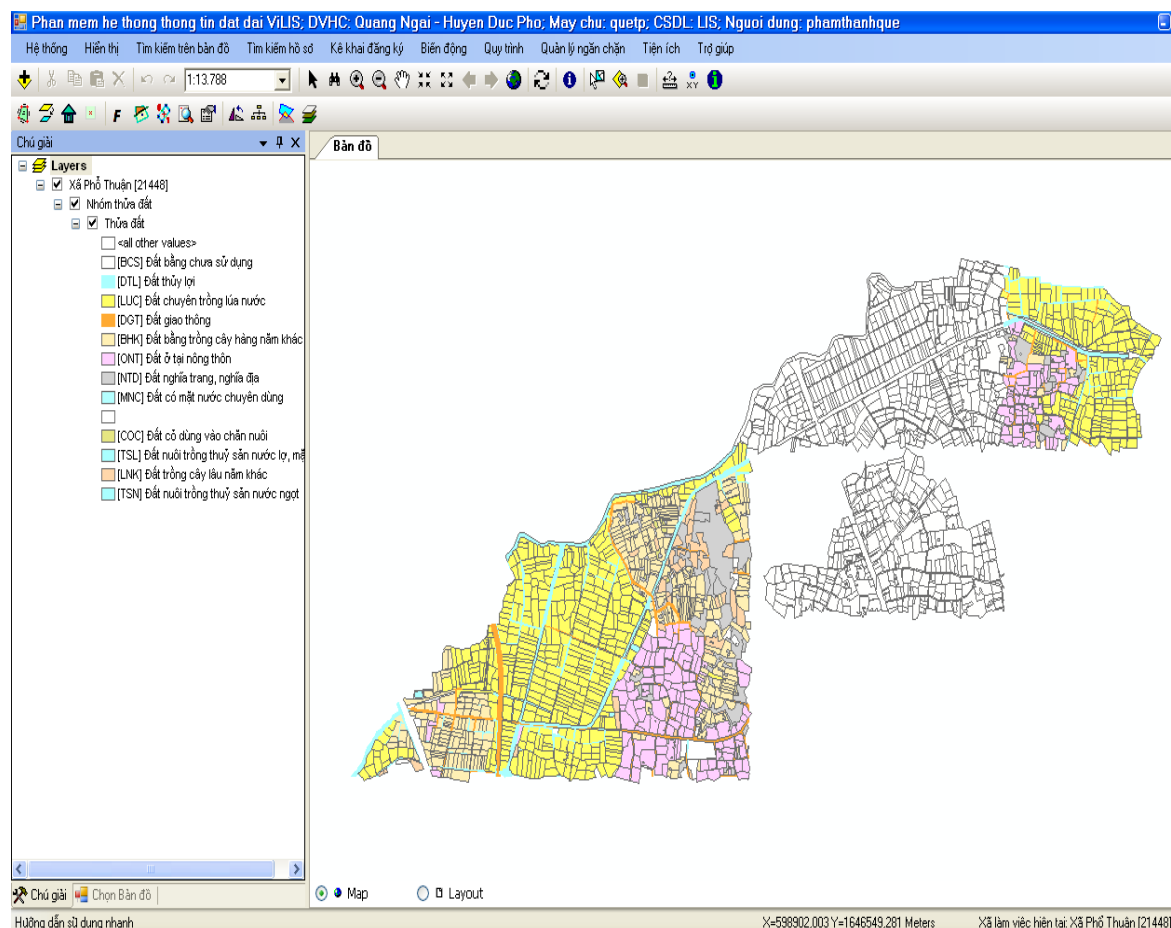 Phan mem he thong thong tin dat dai ViLIS; DVHC: Quang Ngai - Huyen Duc Pho; May chu: quetp; CSDL: LIS; Nguoi dung: phamthanhque
Hệ thống Hiển thị Tìm kiếm trên bản đồ Tìm kiếm hồ sơ Kê khai đăng ký Biến động Quy trình Quản lý ngăn chặn Tiện ích Trợ giúp
1:13.788
XY
F
Chú giải
Bản đồ
Layers
Xã Phổ Thuận [21448]
Nhóm thửa đất
Thửa đất
<all other values>
[BCS] Đất bằng chưa sử dụng
[DTL] Đất thủy lợi
[LUC] Đất chuyên trồng lúa nước
[DGT] Đất giao thông
[BHK] Đất bằng trồng cây hàng năm khác
[ONT] Đất ở tại nông thôn
[NTD] Đất nghĩa trang, nghĩa địa
[MNC] Đất có mặt nước chuyên dùng
[COC] Đất cỏ dùng vào chăn nuôi
[TSL] Đất nuôi trồng thuỷ sản nước lợ, mặ
[LNK] Đất trồng cây lâu năm khác
[TSN] Đất nuôi trồng thuỷ sản nước ngọt
Chú giải Chọn Bản đồ
Map Layout
Hướng dẫn sử dụng nhanh X=598902.003 Y=1646549.281 Meters Xã làm việc hiện tại: Xã Phổ Thuận [21448]